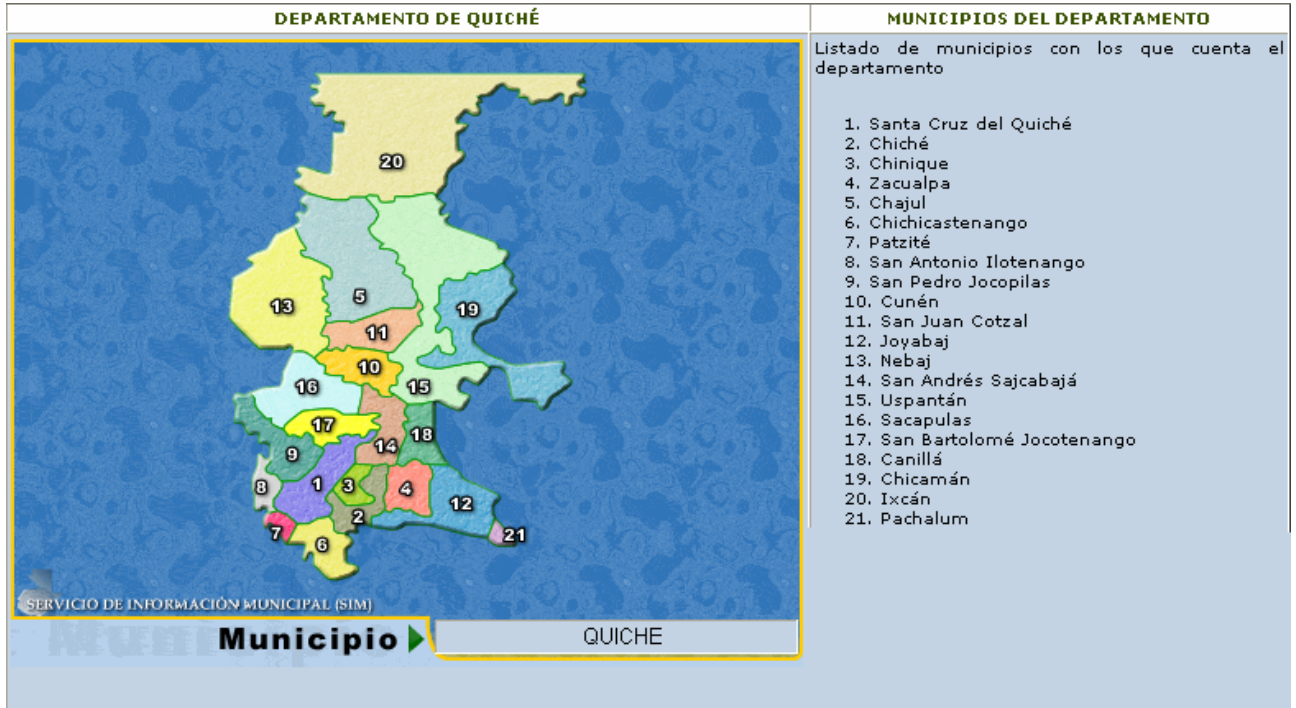 DEPARTAMENTO DE QUICHÉ
MUNICIPIOS DEL DEPARTAMENTO
Listado de municipios con los que cuenta el
departamento
1. Santa Cruz del Quiché
2. Chiché
3. Chinique
4. Zacualpa
5. Chajul
6. Chichicastenango
7. Patzité
8. San Antonio Ilotenango
9. San Pedro Jocopilas
10. Cunén
11. San Juan Cotzal
12. Joyabaj
13. Nebaj
14. San Andrés Sajcabajá
15. Uspantán
16. Sacapulas
17. San Bartolomé Jocotenango
18. Canillá
19. Chicamán
20. Ixcán
21. Pachalum
20
5
13
19
11
10
16
15
17
18
14
9
1
3
8
4
12
2
7
21
6
SERVICIO DE INFORMACIÓN MUNICIPAL (SIM)
Municipio
QUICHE